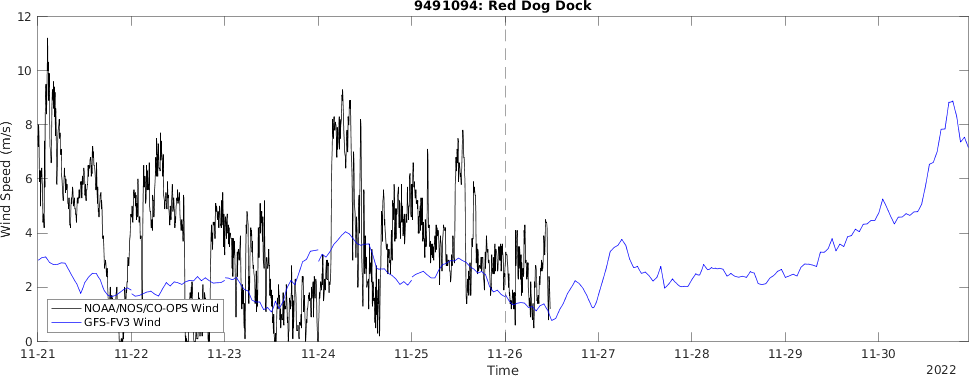 9491094: Red Dog Dock
12
10
8
6
4
2
0
Wind Speed (m/s)
NOAA/NOS/CO-OPS Wind
GFS-FV3 Wind
11-21 11-22 11-23 11-24 11-25 11-26 11-27 11-28 11-29 11-30
Time
2022